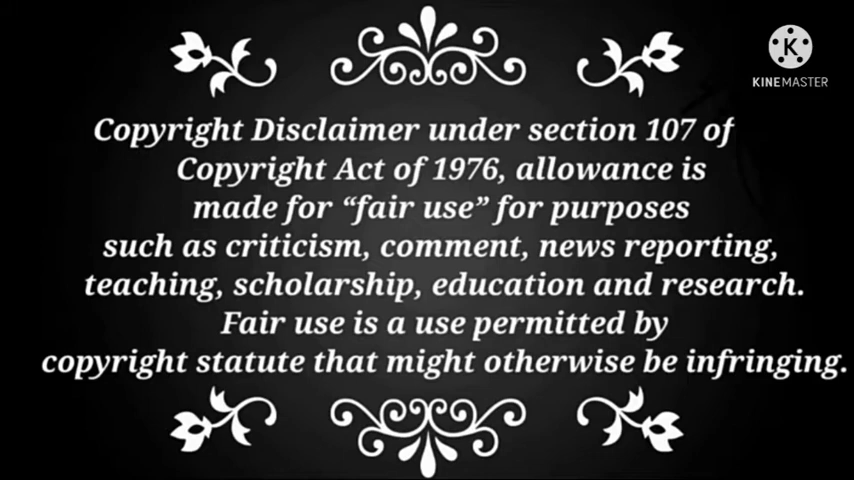 K
KINEMASTER
Copyright Disclaimer under section 107 of
Copyright Act of 1976, allowance is
made for “fair use” for purposes
such as criticism, comment, news reporting,
teaching, scholarship, education and research.
Fair use is a use permitted by
copyright statute that might otherwise be infringing.